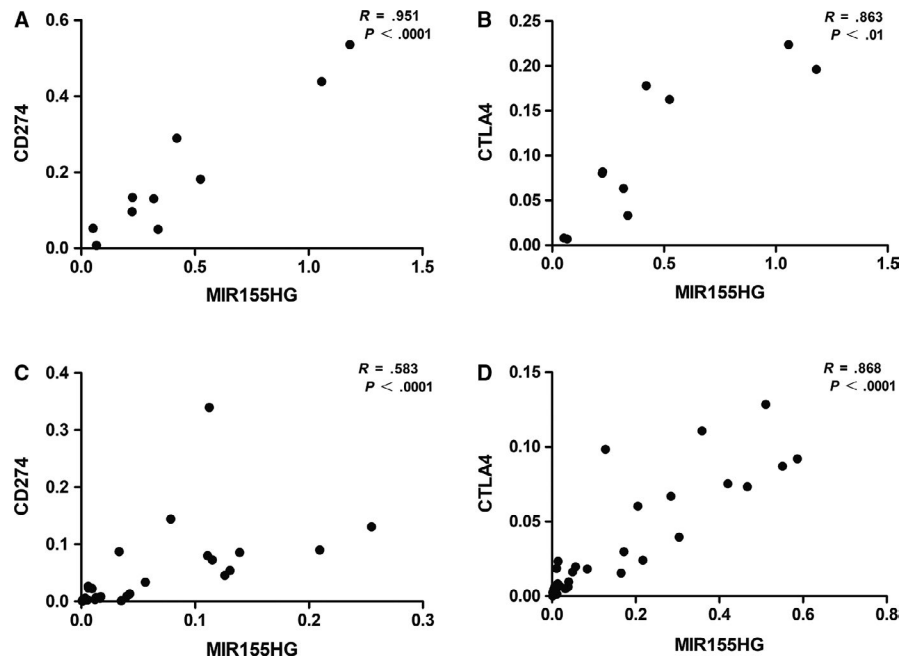 A
R = .951
P < .0001
CD274
0.6
0.4
0.2
0.0
0.0 0.5 1.0 1.5
MIR155HG
B
R = .863
P < .01
CTLA4
0.25
0.20
0.15
0.10
0.05
0.00
0.0 0.5 1.0 1.5
MIR155HG
C
R = .583
P < .0001
CD274
0.4
0.3
0.2
0.1
0.0
0.0 0.1 0.2 0.3
MIR155HG
D
R = .868
P < .0001
CTLA4
0.15
0.10
0.05
0.00
0.0 0.2 0.4 0.6 0.8
MIR155HG